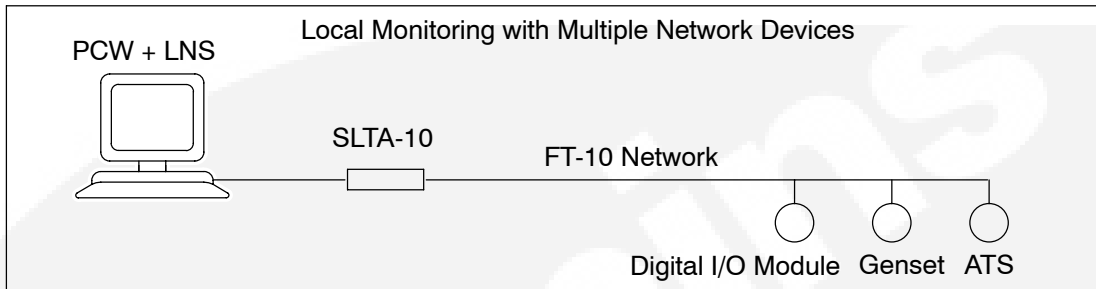 Local Monitoring with Multiple Network Devices
PCW + LNS
SLTA-10
FT-10 Network
Digital I/O Module Genset ATS